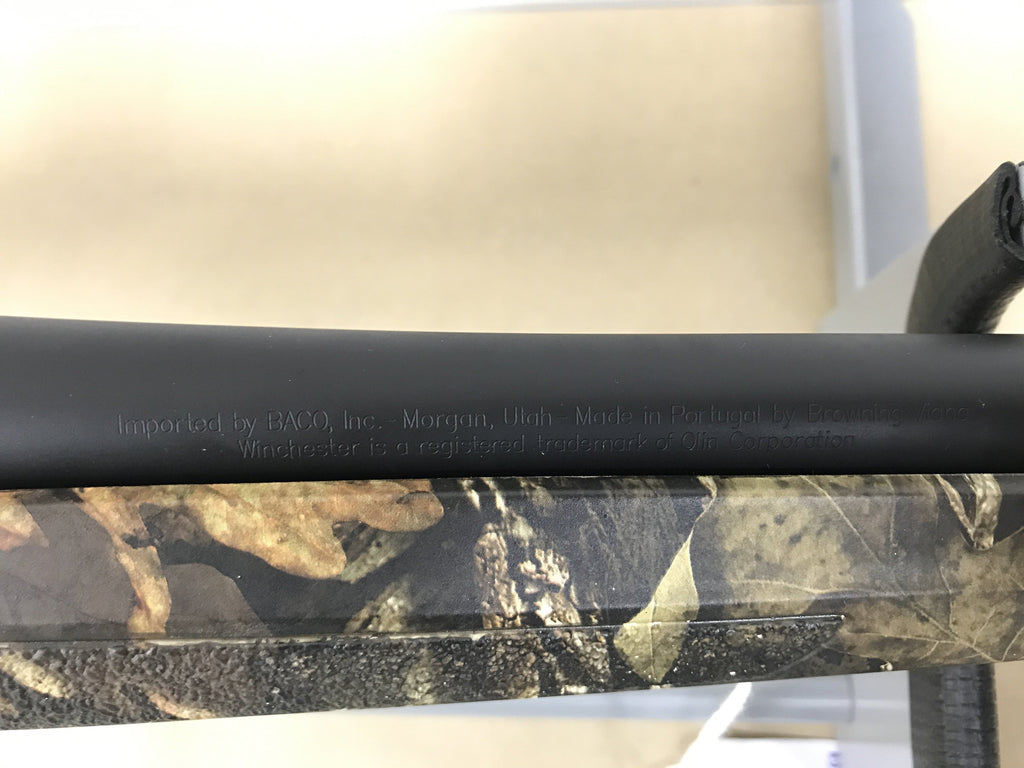 Imported by BACO, Inc. - Morgan, Utah - Made in Portugal by Browning Viana
Winchester is a registered trademark of Olin Corporation